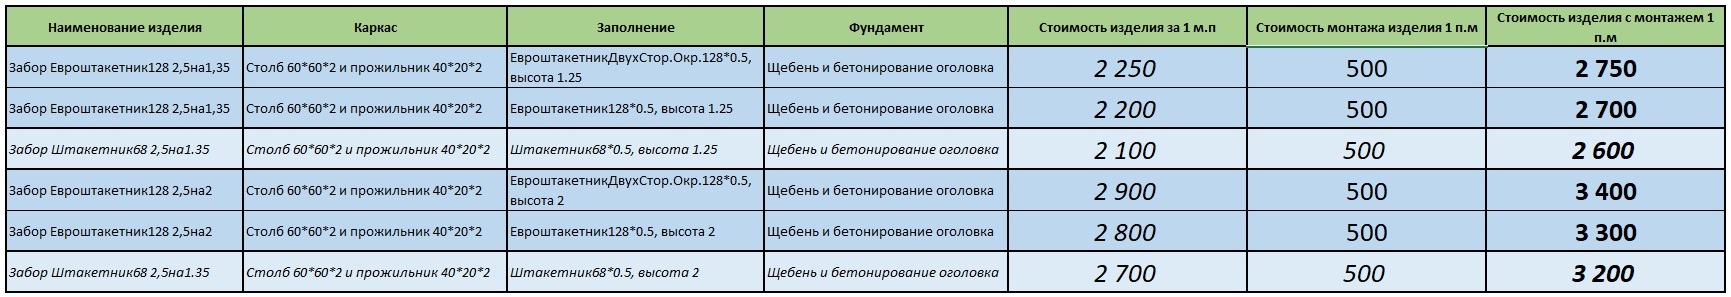 Наименование изделия Каркас Заполнение Фундамент Стоимость изделия за 1 м.п Стоимость монтажа изделия 1 п.м Стоимость изделия с монтажем 1
п.м
Забор Евроштакетник128 2,5на1,35 Столб 60*60*2 и прожильник 40*20*2 ЕвроштакетникДвухСтор.Окр.128*0.5, Щебень и бетонирование оголовка 2 250 500 2 750
высота 1.25
Забор Евроштакетник128 2,5на1,35 Столб 60*60*2 и прожильник 40*20*2 Евроштакетник128*0.5, высота 1.25 Щебень и бетонирование оголовка 2 200 500 2 700
Забор Штакетник68 2,5на1.35 Столб 60*60*2 и прожильник 40*20*2 Штакетник68*0.5, высота 1.25 Щебень и бетонирование оголовка 2 100 500 2 600
Забор Евроштакетник128 2,5на2 Столб 60*60*2 и прожильник 40*20*2 ЕвроштакетникДвухСтор.Окр.128*0.5, Щебень и бетонирование оголовка 2 900 500 3 400
высота 2
Забор Евроштакетник128 2,5на2 Столб 60*60*2 и прожильник 40*20*2 Евроштакетник128*0.5, высота 2 Щебень и бетонирование оголовка 2 800 500 3 300
Забор Штакетник68 2,5на1.35 Столб 60*60*2 и прожильник 40*20*2 Штакетник68*0.5, высота 2 Щебень и бетонирование оголовка 2 700 500 3 200